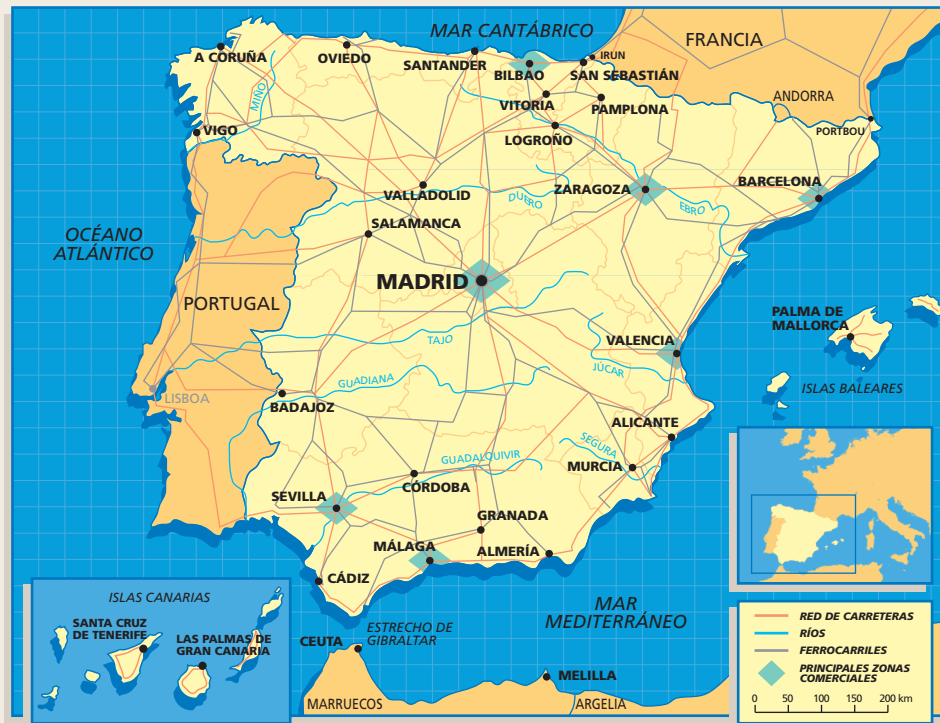 MAR CANTÁBRICO
FRANCIA
A CORUÑA
OVIEDO
SANTANDER
BILBAO
IRUN
SAN SEBASTIÁN
MIÑO
VITORIA
PAMPLONA
ANDORRA
LOGROÑO
PORTBOU
VIGO
VALLADOLID
DUERO
ZARAGOZA
EBRO
BARCELONA
SALAMANCA
OCÉANO
ATLÁNTICO
MADRID
PORTUGAL
PALMA DE
MALLORCA
TAJO
VALENCIA
JÚCAR
ISLAS BALEARES
GUADIANA
LISBOA
BADAJOZ
ALICANTE
SEGURA
GUADALQUIVIR
MURCIA
CÓRDOBA
SEVILLA
GRANADA
MÁLAGA
ALMERÍA
CÁDIZ
MAR
MEDITERRÁNEO
ESTRECHO DE
GIBRALTAR
CEUTA
MELILLA
MARRUECOS
ARGELIA
ISLAS CANARIAS
SANTA CRUZ
DE TENERIFE
LAS PALMAS DE
GRAN CANARIA
RED DE CARRETERAS
RÍOS
FERROCARRILES
PRINCIPALES ZONAS
COMERCIALES
0 50 100 150 200 km